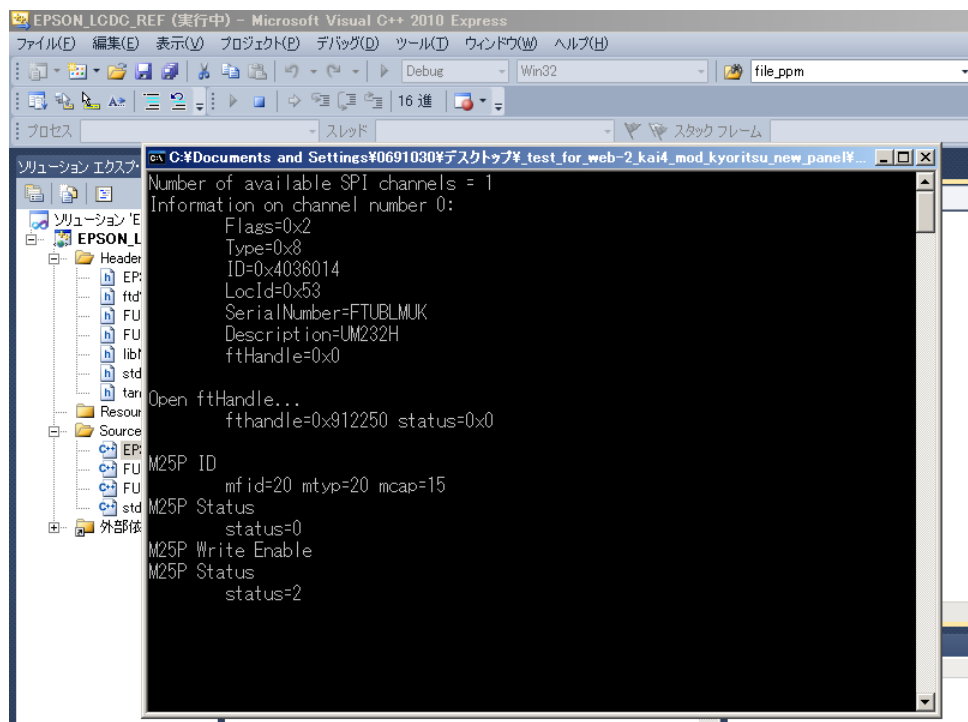 EPSON_LCDC_REF (実行中) - Microsoft Visual C++ 2010 Express
ファイル(F) 編集(E) 表示(V) プロジェクト(P) デバッグ(D) ツール(T) ウィンドウ(W) ヘルプ(H)
Debug Win32 file_ppm
16 進
プロセス スレッド スタック フレーム
ソリューション エクスプ
C:¥Documents and Settings¥0691030¥デスクトップ¥_test_for_web-2_kai4_mod_kyoritsu_new_panel¥...
ソリューション 'E
EPSON_L
Header
EP
ftd
FU
FU
lib
std
tar
Resour
Source
EP
FU
FU
std
外部依
Number of available SPI channels = 1
Information on channel number 0:
Flags=0x2
Type=0x8
ID=0x4036014
LocId=0x53
SerialNumber=FTUBLMUK
Description=UM232H
ftHandle=0x0
Open ftHandle...
fthandle=0x912250 status=0x0
M25P ID
mfid=20 mtyp=20 mcap=15
M25P Status
status=0
M25P Write Enable
M25P Status
status=2